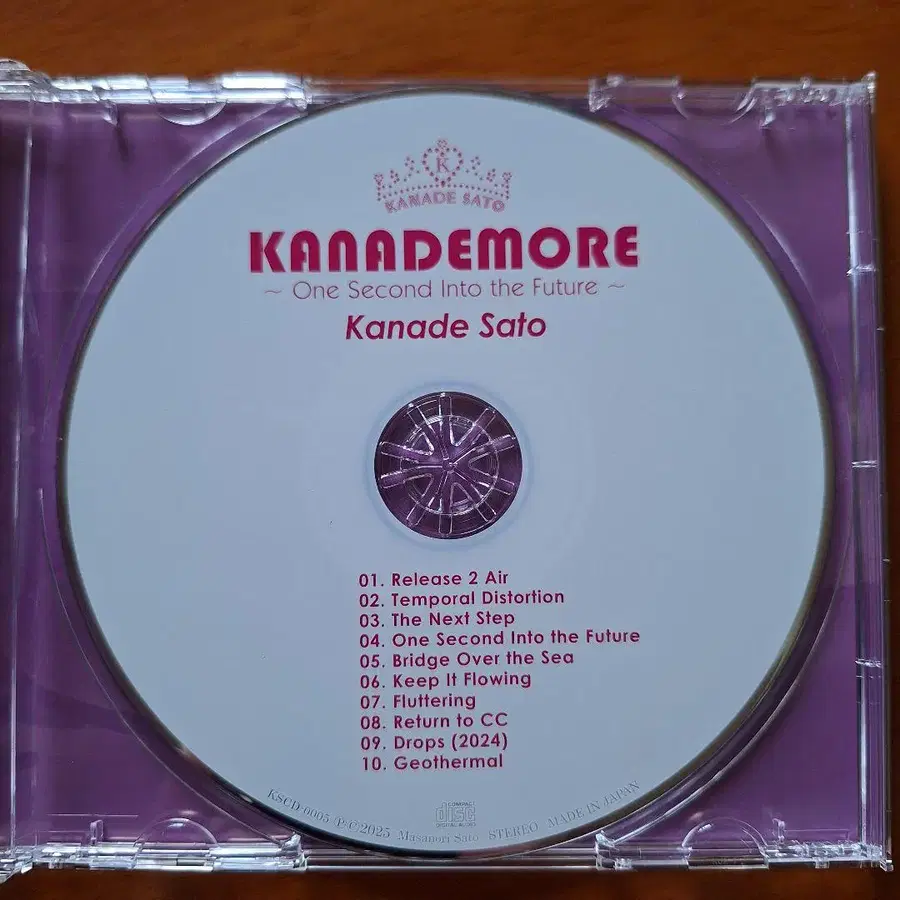 K
KANADE SATO
KANADEMORE
~ One Second Into the Future ~
Kanade Sato
01. Release 2 Air
02. Temporal Distortion
03. The Next Step
04. One Second Into the Future
05. Bridge Over the Sea
06. Keep It Flowing
07. Fluttering
08. Return to CC
09. Drops (2024)
10. Geothermal
COMPACT
disc
DIGITAL AUDIO
KSCD-0005 ℗©2025 Masanori Sato STEREO MADE IN JAPAN